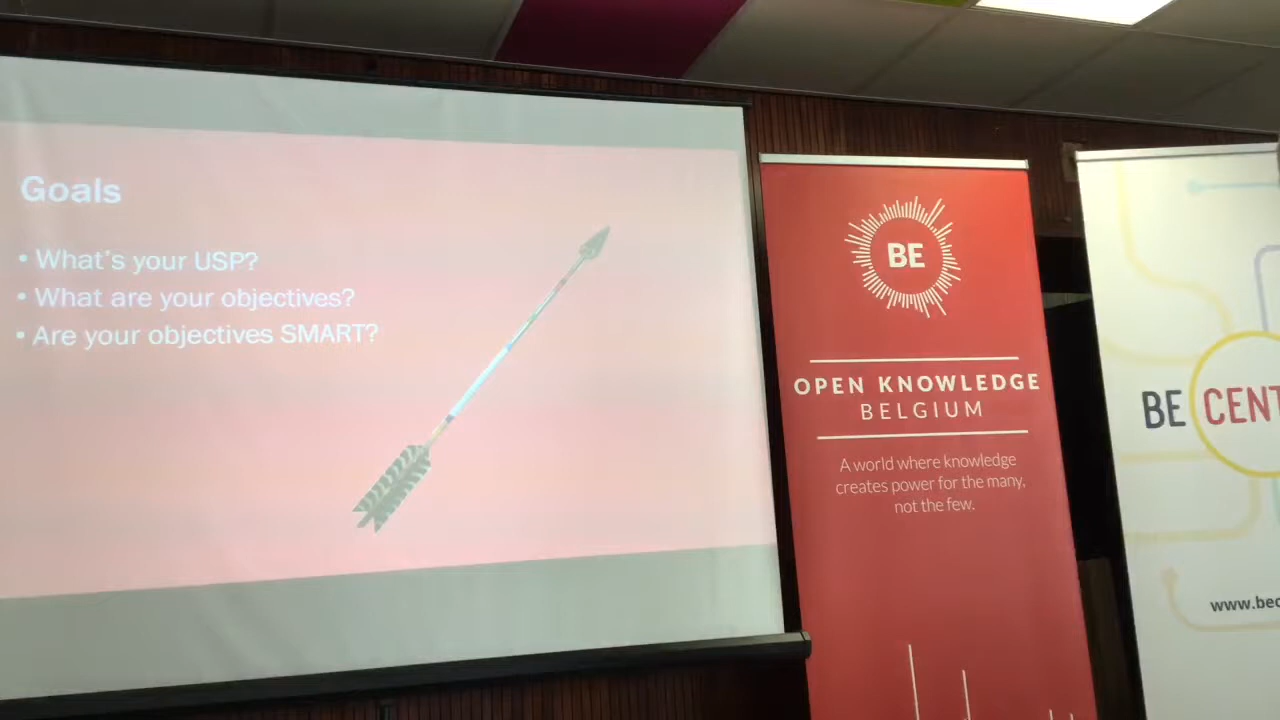 Goals
• What's your USP?
• What are your objectives?
• Are your objectives SMART?
BE
OPEN KNOWLEDGE
BELGIUM
A world where knowledge
creates power for the many,
not the few.
BE CENT
www.bec